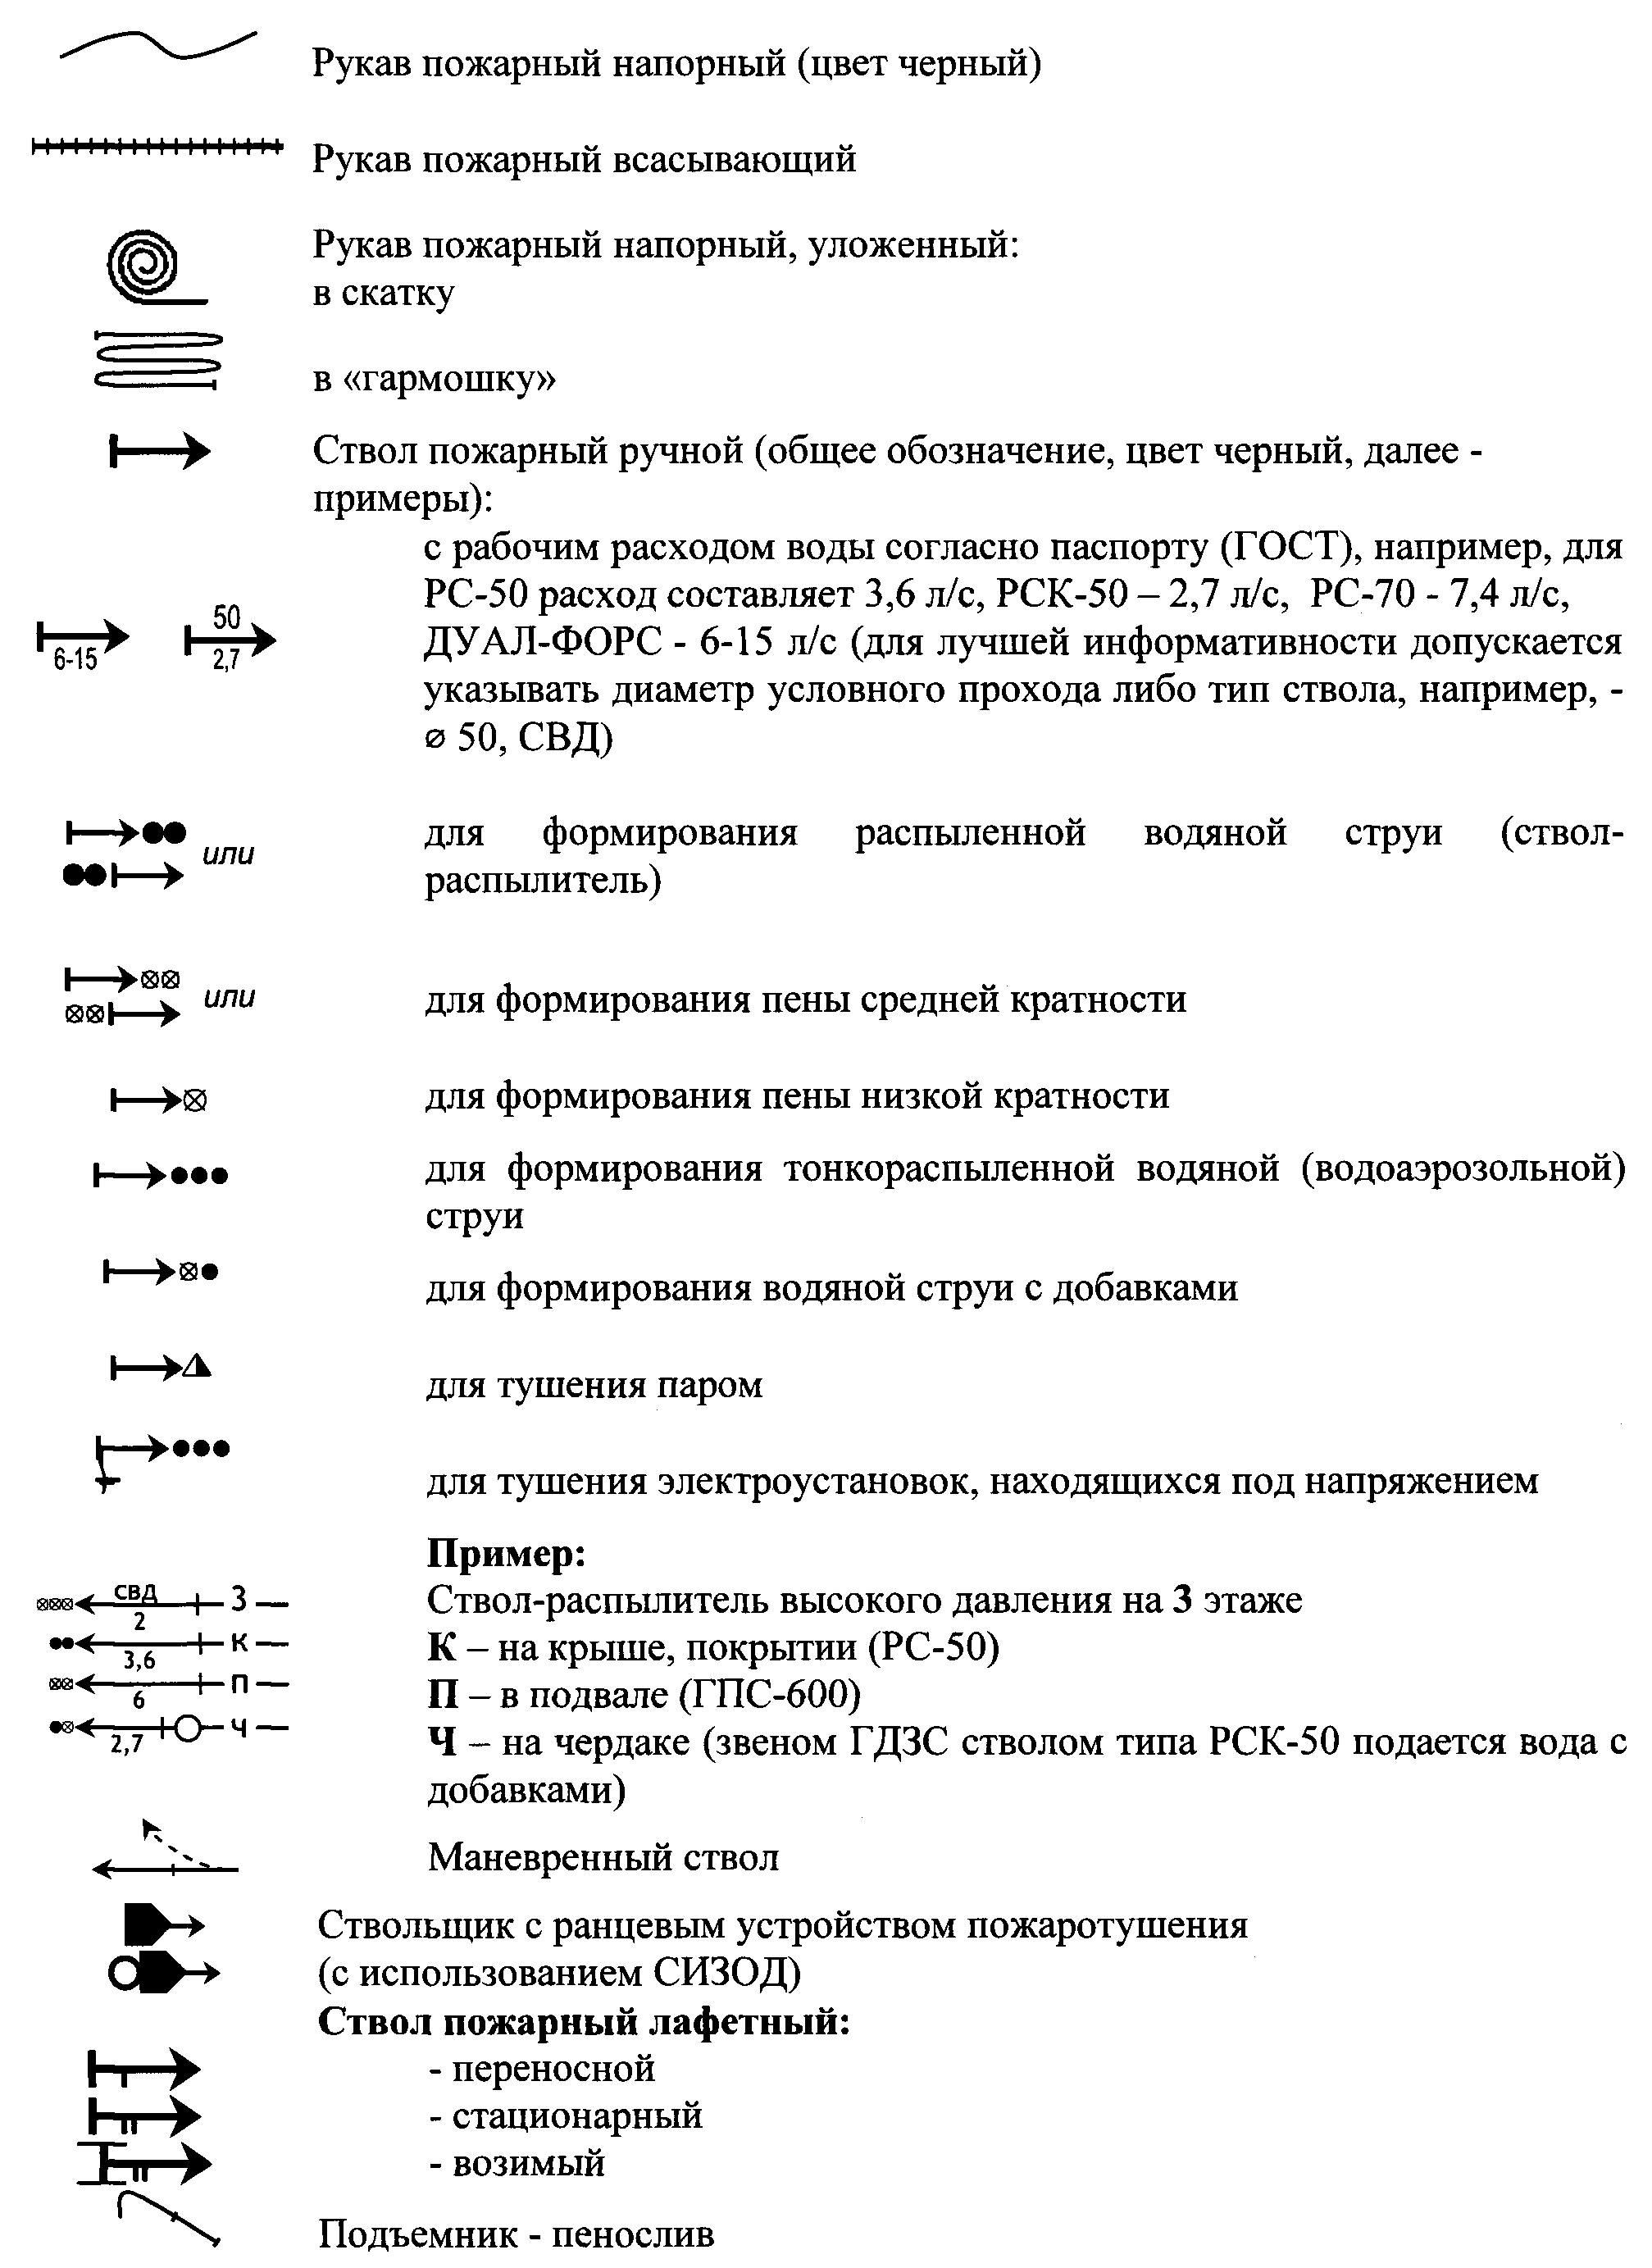 Рукав пожарный напорный (цвет черный)
Рукав пожарный всасывающий
Рукав пожарный напорный, уложенный:
в скатку
в «гармошку»
Ствол пожарный ручной (общее обозначение, цвет черный, далее -
примеры):
с рабочим расходом воды согласно паспорту (ГОСТ), например, для
РС-50 расход составляет 3,6 л/с, РСК-50 – 2,7 л/с, РС-70 - 7,4 л/с,
ДУАЛ-ФОРС - 6-15 л/с (для лучшей информативности допускается
указывать диаметр условного прохода либо тип ствола, например, -
⌀ 50, СВД)
6-15
50
2,7
для формирования распыленной водяной струи (ствол-
распылитель)
или
для формирования пены средней кратности
или
для формирования пены низкой кратности
для формирования тонкораспыленной водяной (водоаэрозольной)
струи
для формирования водяной струи с добавками
для тушения паром
для тушения электроустановок, находящихся под напряжением
Пример:
СВД 3
2
Ствол-распылитель высокого давления на 3 этаже
К
3,6
К – на крыше, покрытии (РС-50)
П
6
П – в подвале (ГПС-600)
Ч
2,7
Ч – на чердаке (звеном ГДЗС стволом типа РСК-50 подается вода с
добавками)
Маневренный ствол
Ствольщик с ранцевым устройством пожаротушения
(с использованием СИЗОД)
Ствол пожарный лафетный:
- переносной
- стационарный
- возимый
Подъемник - пенослив